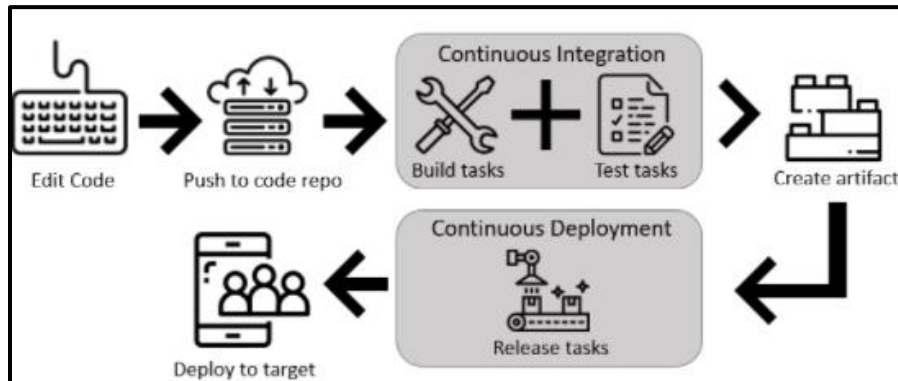 Continuous Integration
Edit Code
Push to code repo
Build tasks
Test tasks
Create artifact
Continuous Deployment
Release tasks
Deploy to target